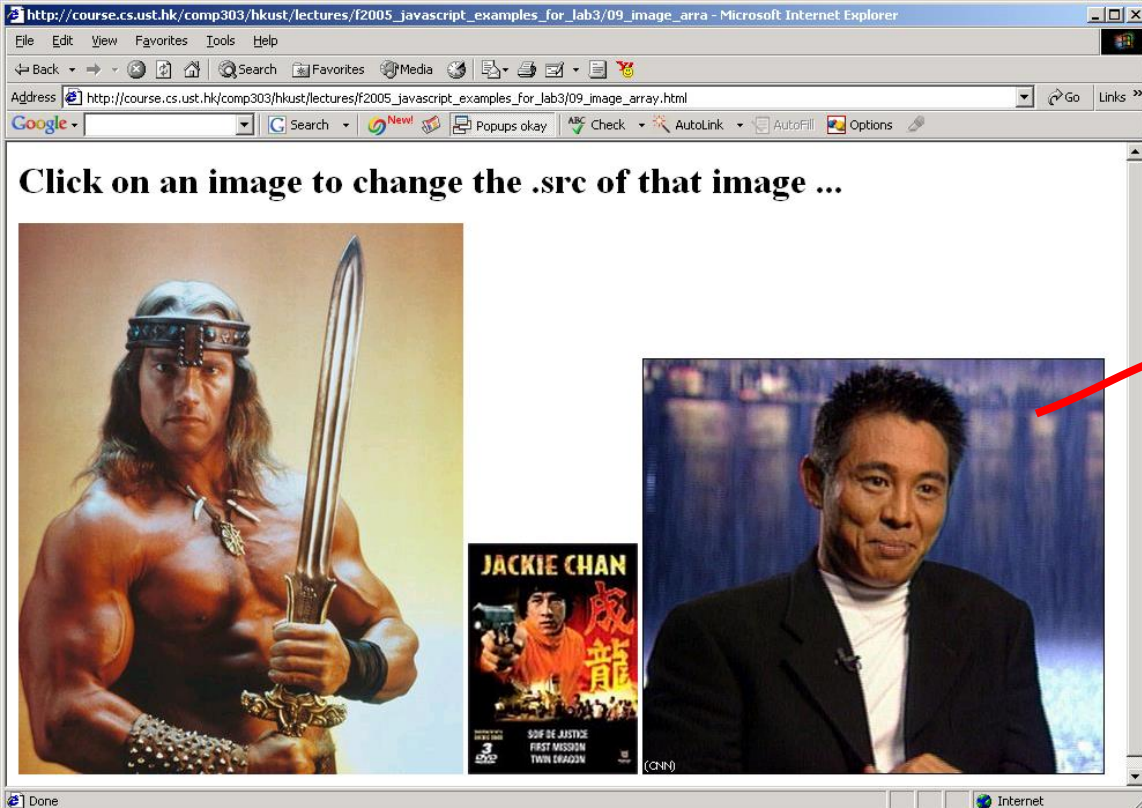 http://course.cs.ust.hk/comp303/hkust/lectures/f2005_javascript_examples_for_lab3/09_image_arra - Microsoft Internet Explorer
File Edit View Favorites Tools Help
Back Search Favorites Media
Address http://course.cs.ust.hk/comp303/hkust/lectures/f2005_javascript_examples_for_lab3/09_image_array.html Go Links »
Google Search New! Popups okay ABC Check AutoLink AutoFill Options
Click on an image to change the .src of that image ...
JACKIE CHAN
成
龍
3
DVD
SOIF DE JUSTICE
FIRST MISSION
TWIN DRAGON
(CNN)
Done Internet